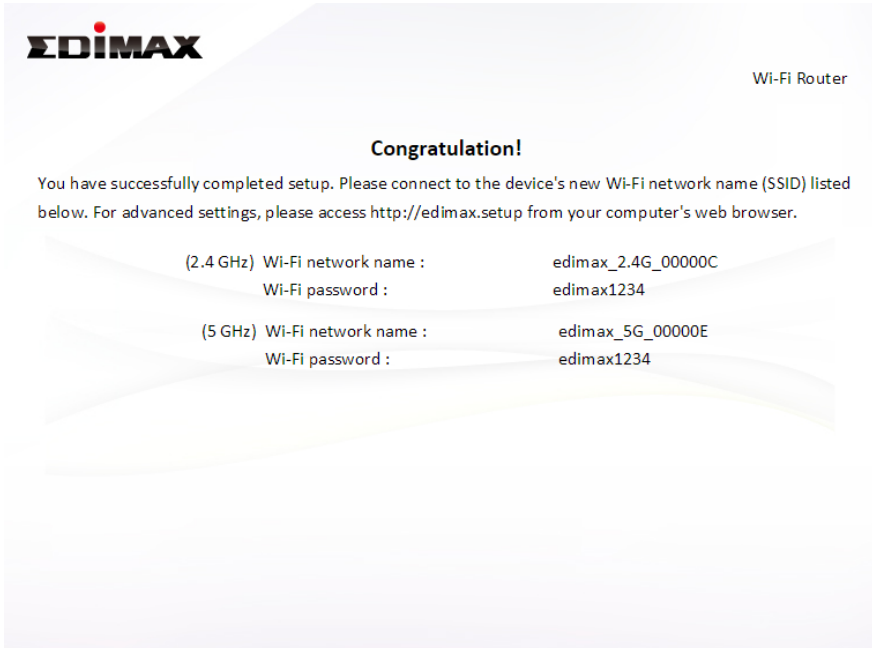 EDIMAX
Wi-Fi Router
Congratulation!
You have successfully completed setup. Please connect to the device's new Wi-Fi network name (SSID) listed
below. For advanced settings, please access http://edimax.setup from your computer's web browser.
(2.4 GHz) Wi-Fi network name : edimax_2.4G_00000C
Wi-Fi password : edimax1234
(5 GHz) Wi-Fi network name : edimax_5G_00000E
Wi-Fi password : edimax1234